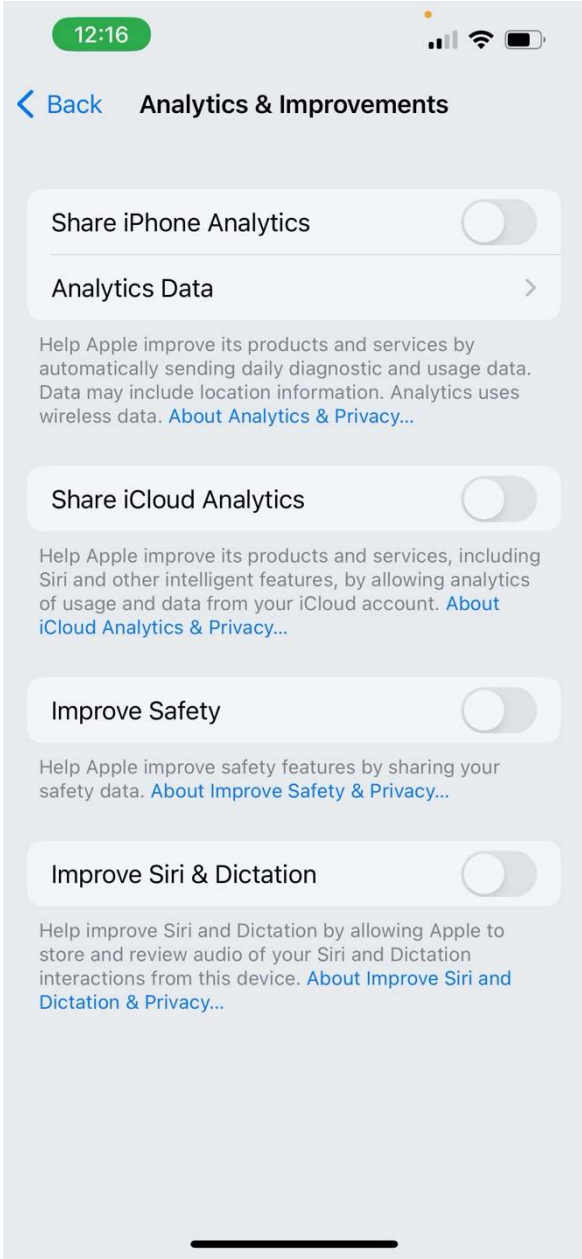 12:16
Back Analytics & Improvements
Share iPhone Analytics
Analytics Data
Help Apple improve its products and services by
automatically sending daily diagnostic and usage data.
Data may include location information. Analytics uses
wireless data. About Analytics & Privacy...
Share iCloud Analytics
Help Apple improve its products and services, including
Siri and other intelligent features, by allowing analytics
of usage and data from your iCloud account. About
iCloud Analytics & Privacy...
Improve Safety
Help Apple improve safety features by sharing your
safety data. About Improve Safety & Privacy...
Improve Siri & Dictation
Help improve Siri and Dictation by allowing Apple to
store and review audio of your Siri and Dictation
interactions from this device. About Improve Siri and
Dictation & Privacy...